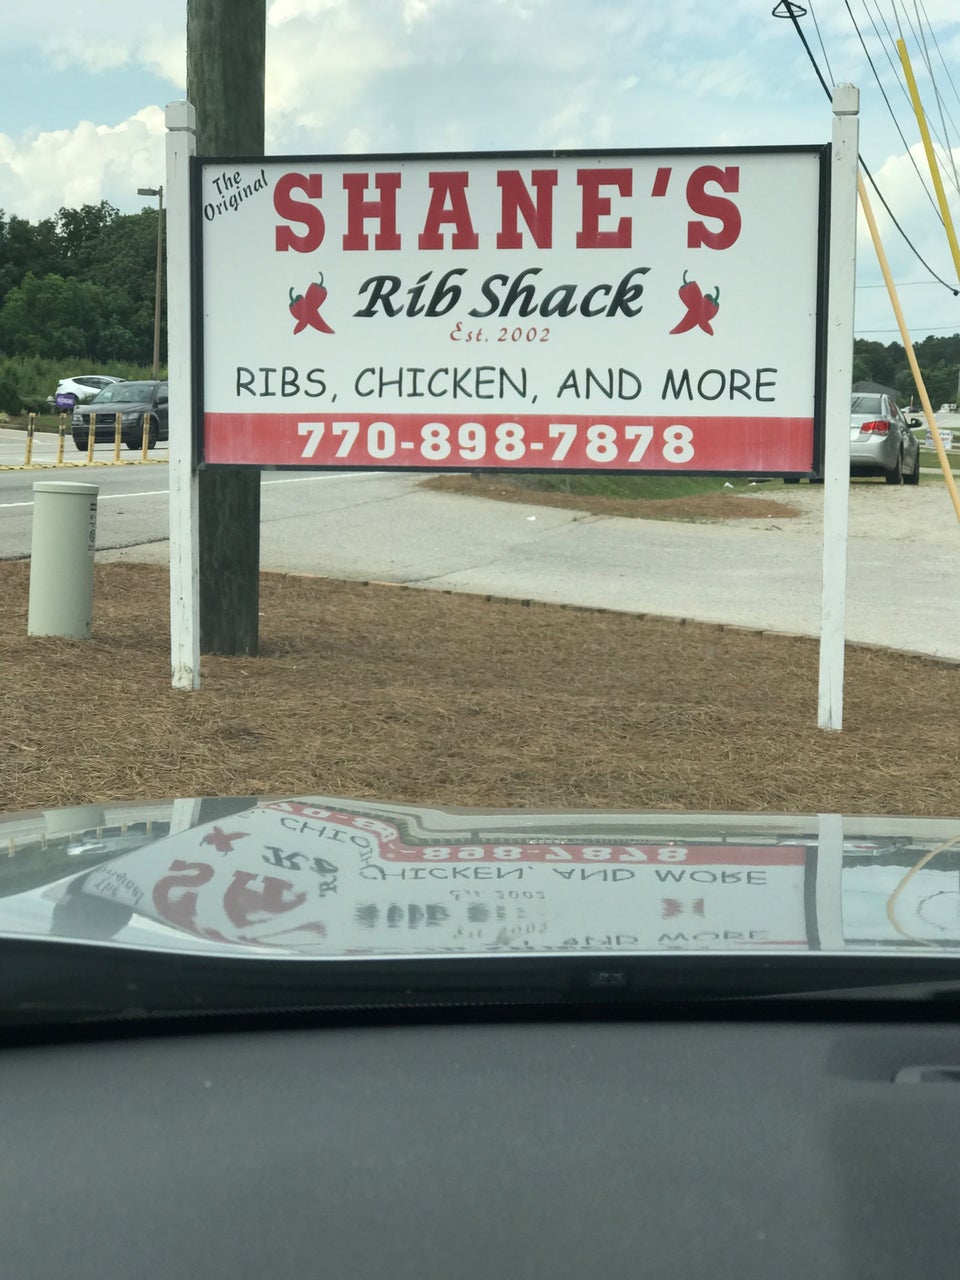 The
Original
SHANE'S
Rib Shack
Est. 2002
RIBS, CHICKEN, AND MORE
770-898-7878